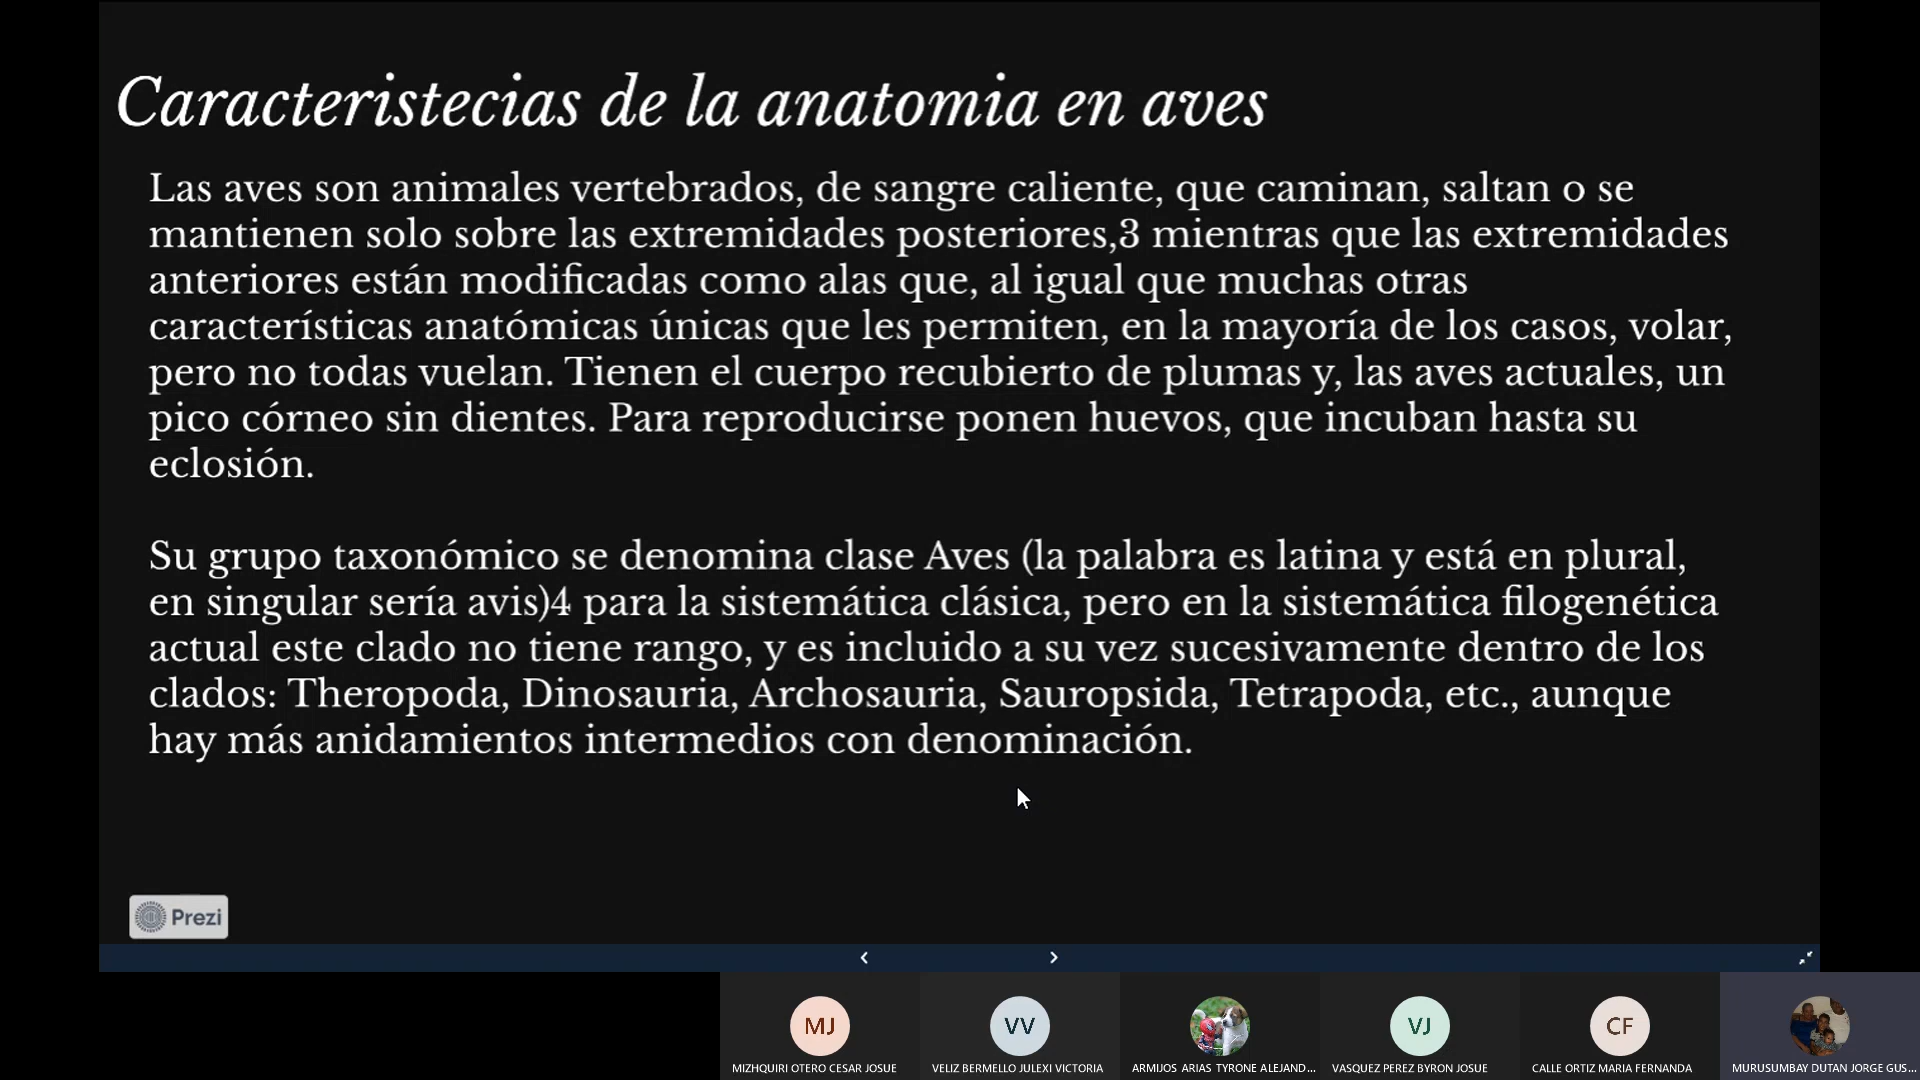 Caracteristecias de la anatomia en aves
Las aves son animales vertebrados, de sangre caliente, que caminan, saltan o se
mantienen solo sobre las extremidades posteriores,3 mientras que las extremidades
anteriores están modificadas como alas que, al igual que muchas otras
características anatómicas únicas que les permiten, en la mayoría de los casos, volar,
pero no todas vuelan. Tienen el cuerpo recubierto de plumas y, las aves actuales, un
pico córneo sin dientes. Para reproducirse ponen huevos, que incuban hasta su
eclosión.
Su grupo taxonómico se denomina clase Aves (la palabra es latina y está en plural,
en singular sería avis)4 para la sistemática clásica, pero en la sistemática filogenética
actual este clado no tiene rango, y es incluido a su vez sucesivamente dentro de los
clados: Theropoda, Dinosauria, Archosauria, Sauropsida, Tetrapoda, etc., aunque
hay más anidamientos intermedios con denominación.
Prezi
MJ
VV
VJ
CF
MIZHQUIRI OTERO CESAR JOSUE
VELIZ BERMELLO JULEXI VICTORIA
ARMIJOS ARIAS TYRONE ALEJAND...
VASQUEZ PEREZ BYRON JOSUE
CALLE ORTIZ MARIA FERNANDA
MURUSUMBAY DUTAN JORGE GUS...